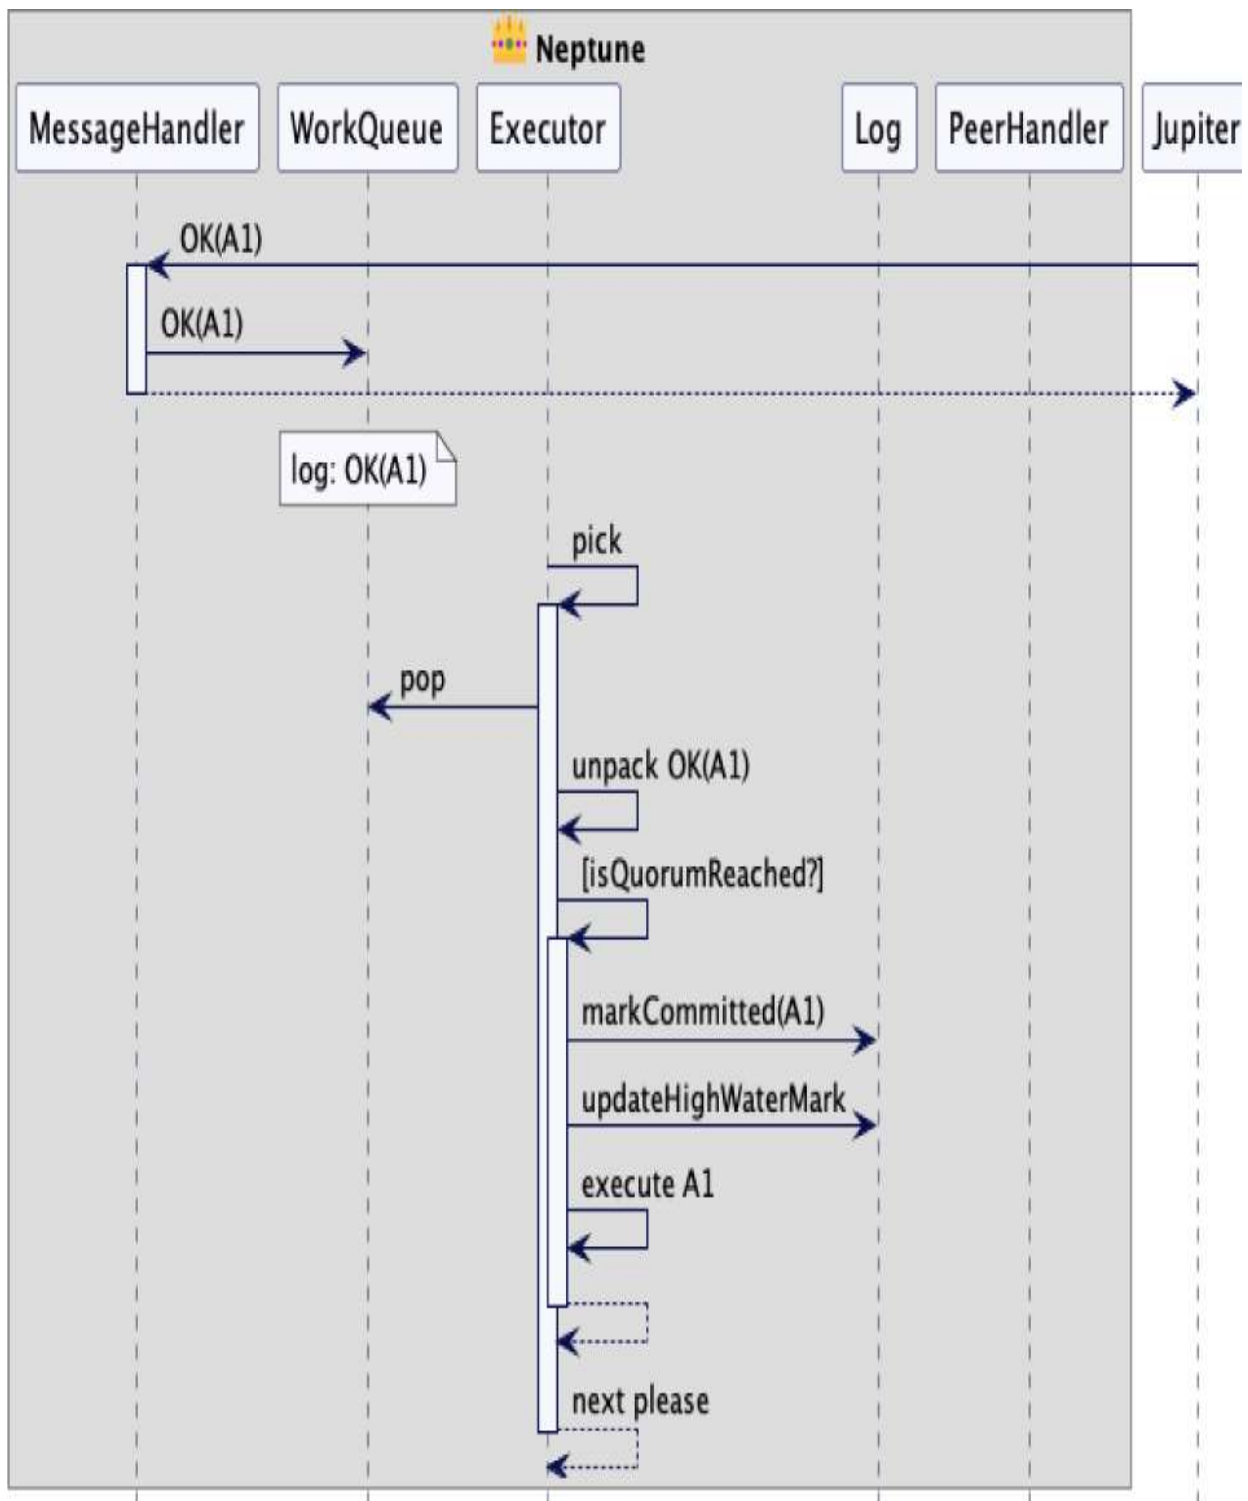 Neptune
MessageHandler WorkQueue Executor Log PeerHandler Jupiter
OK(A1)
OK(A1)
log: OK(A1)
pick
pop
unpack OK(A1)
[isQuorumReached?]
markCommitted(A1)
updateHighWaterMark
execute A1
next please